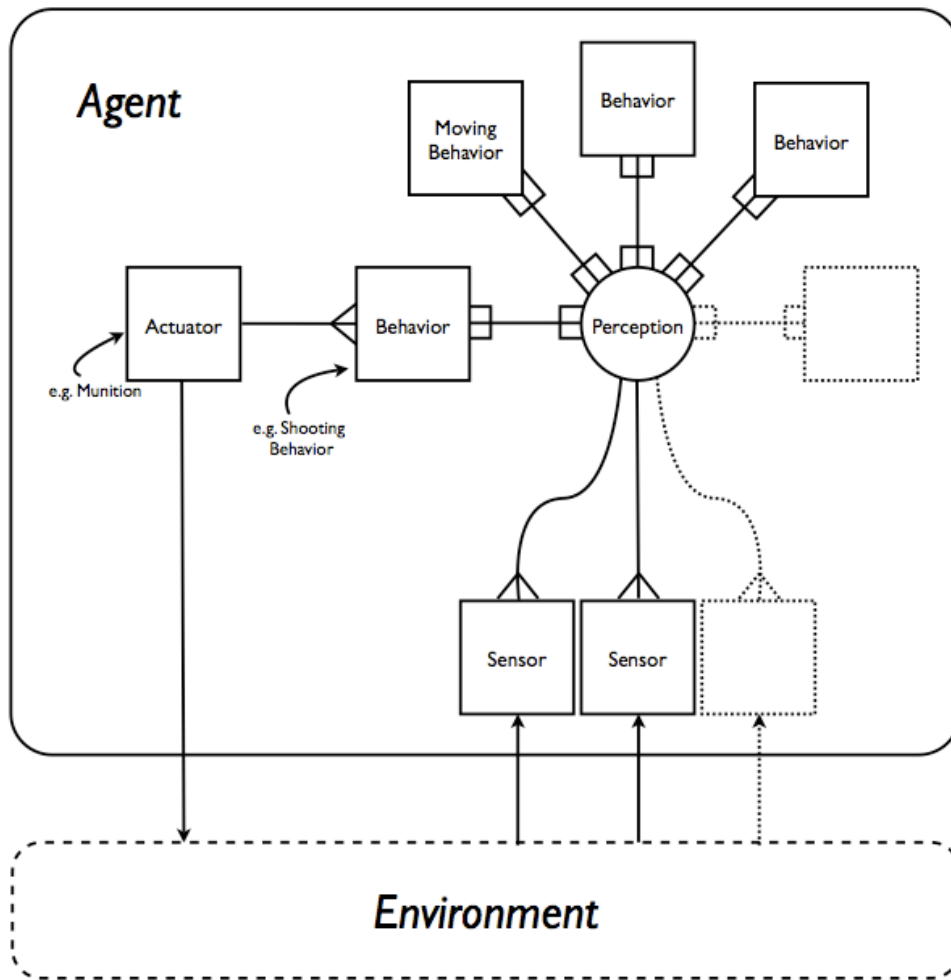 Agent
Moving
Behavior
Behavior
Behavior
Actuator
Behavior
Perception
e.g. Munition
e.g. Shooting
Behavior
Sensor
Sensor
Environment